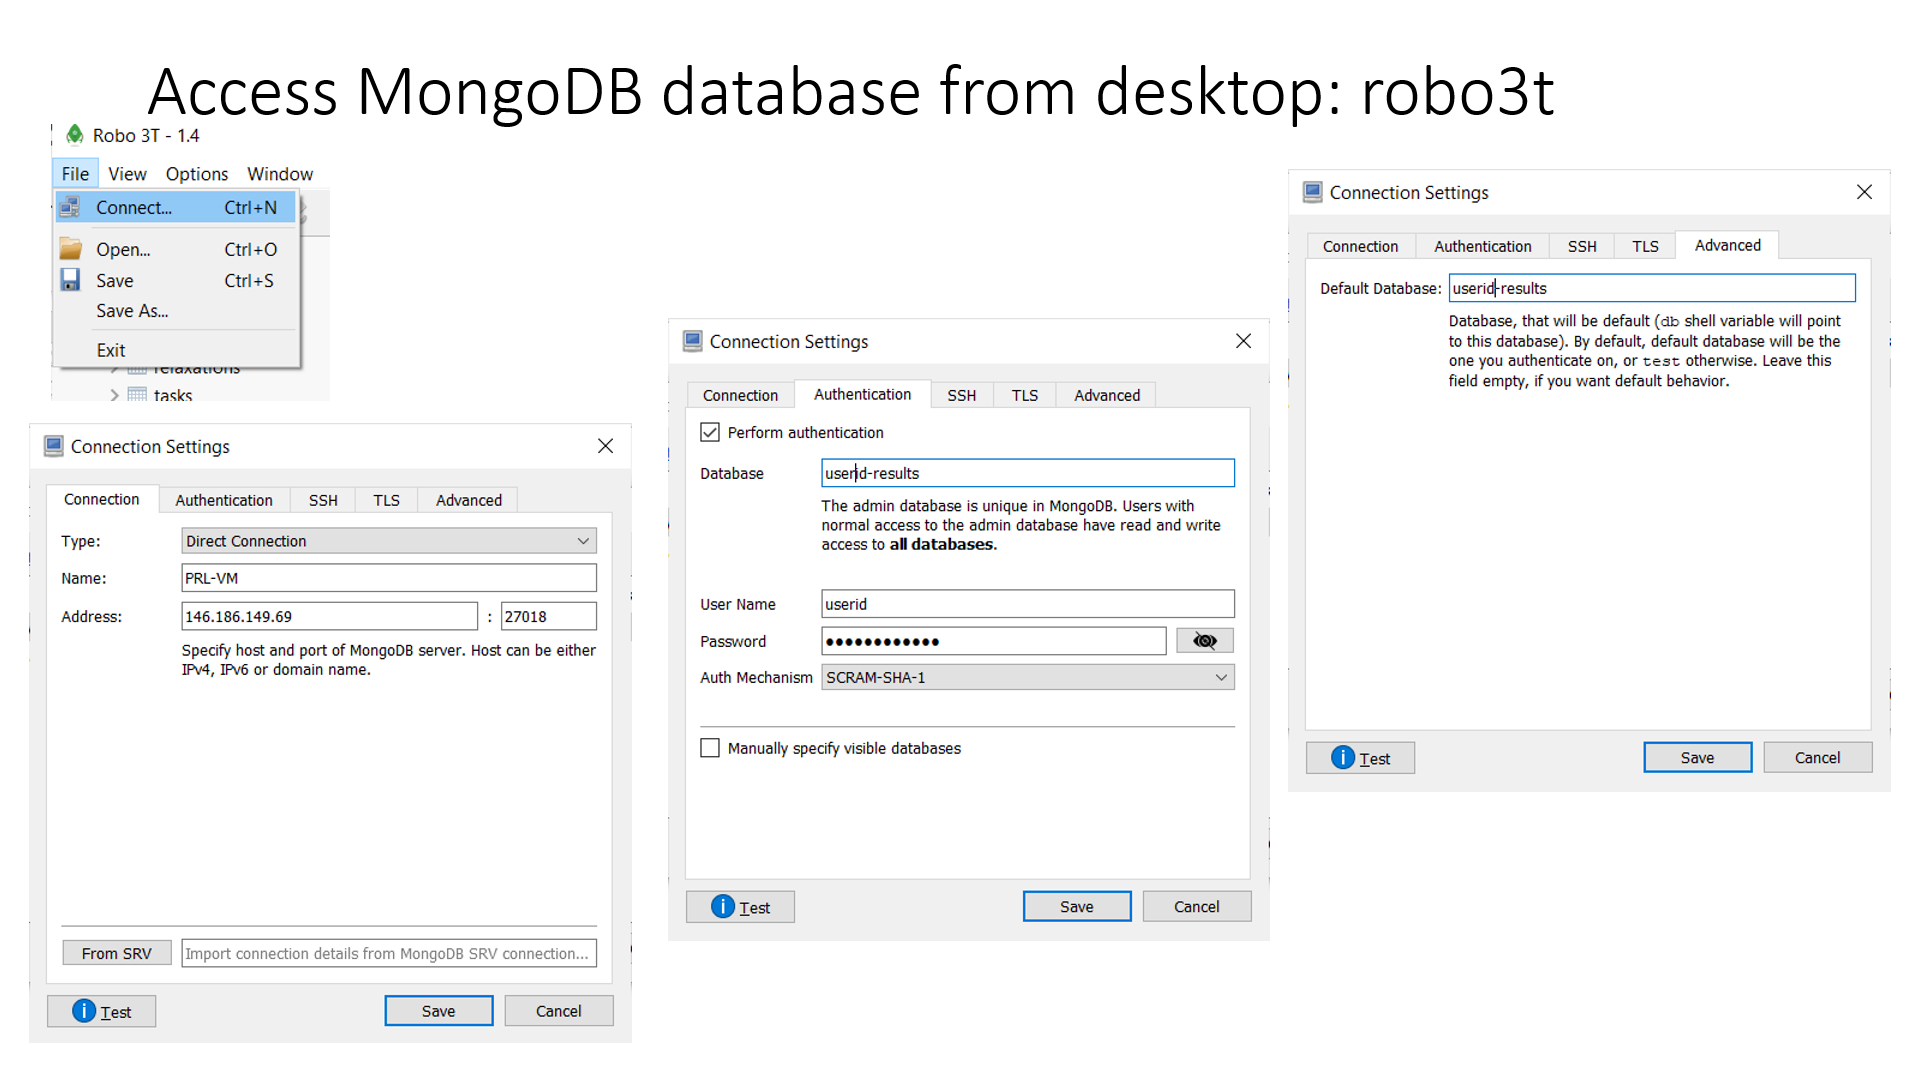 Access MongoDB database from desktop: robo3t
Robo 3T - 1.4
File View Options Window
Connect... Ctrl+N
Open... Ctrl+O
Save Ctrl+S
Save As...
Exit
relaxations
tasks
Connection Settings
Connection Authentication SSH TLS Advanced
Type: Direct Connection
Name: PRL-VM
Address: 146.186.149.69 : 27018
Specify host and port of MongoDB server. Host can be either
IPv4, IPv6 or domain name.
From SRV Import connection details from MongoDB SRV connection...
Test Save Cancel
Connection Settings
Connection Authentication SSH TLS Advanced
Perform authentication
Database userid-results
The admin database is unique in MongoDB. Users with
normal access to the admin database have read and write
access to all databases.
User Name userid
Password ●●●●●●●●●●●●
Auth Mechanism SCRAM-SHA-1
Manually specify visible databases
Test Save Cancel
Connection Settings
Connection Authentication SSH TLS Advanced
Default Database: userid-results
Database, that will be default (db shell variable will point
to this database). By default, default database will be the
one you authenticate on, or test otherwise. Leave this
field empty, if you want default behavior.
Test Save Cancel